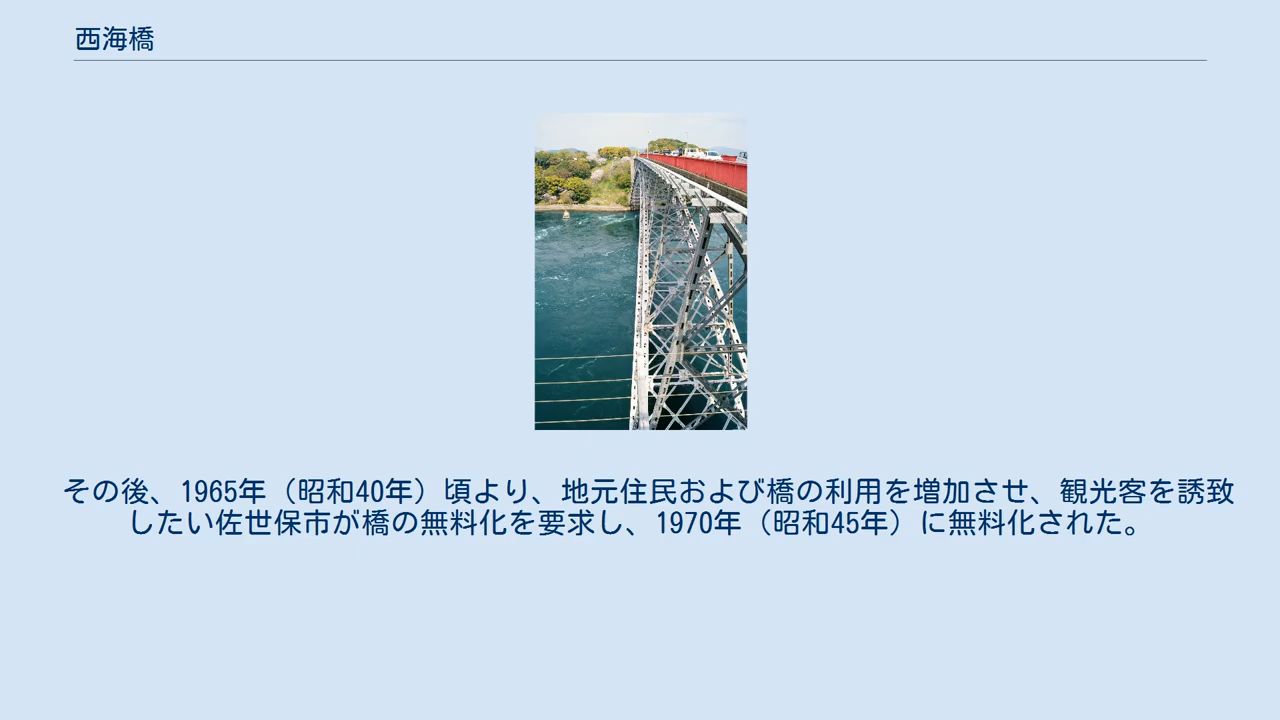 西海橋
その後、1965年（昭和40年）頃より、地元住民および橋の利用を増加させ、観光客を誘致
したい佐世保市が橋の無料化を要求し、1970年（昭和45年）に無料化された。